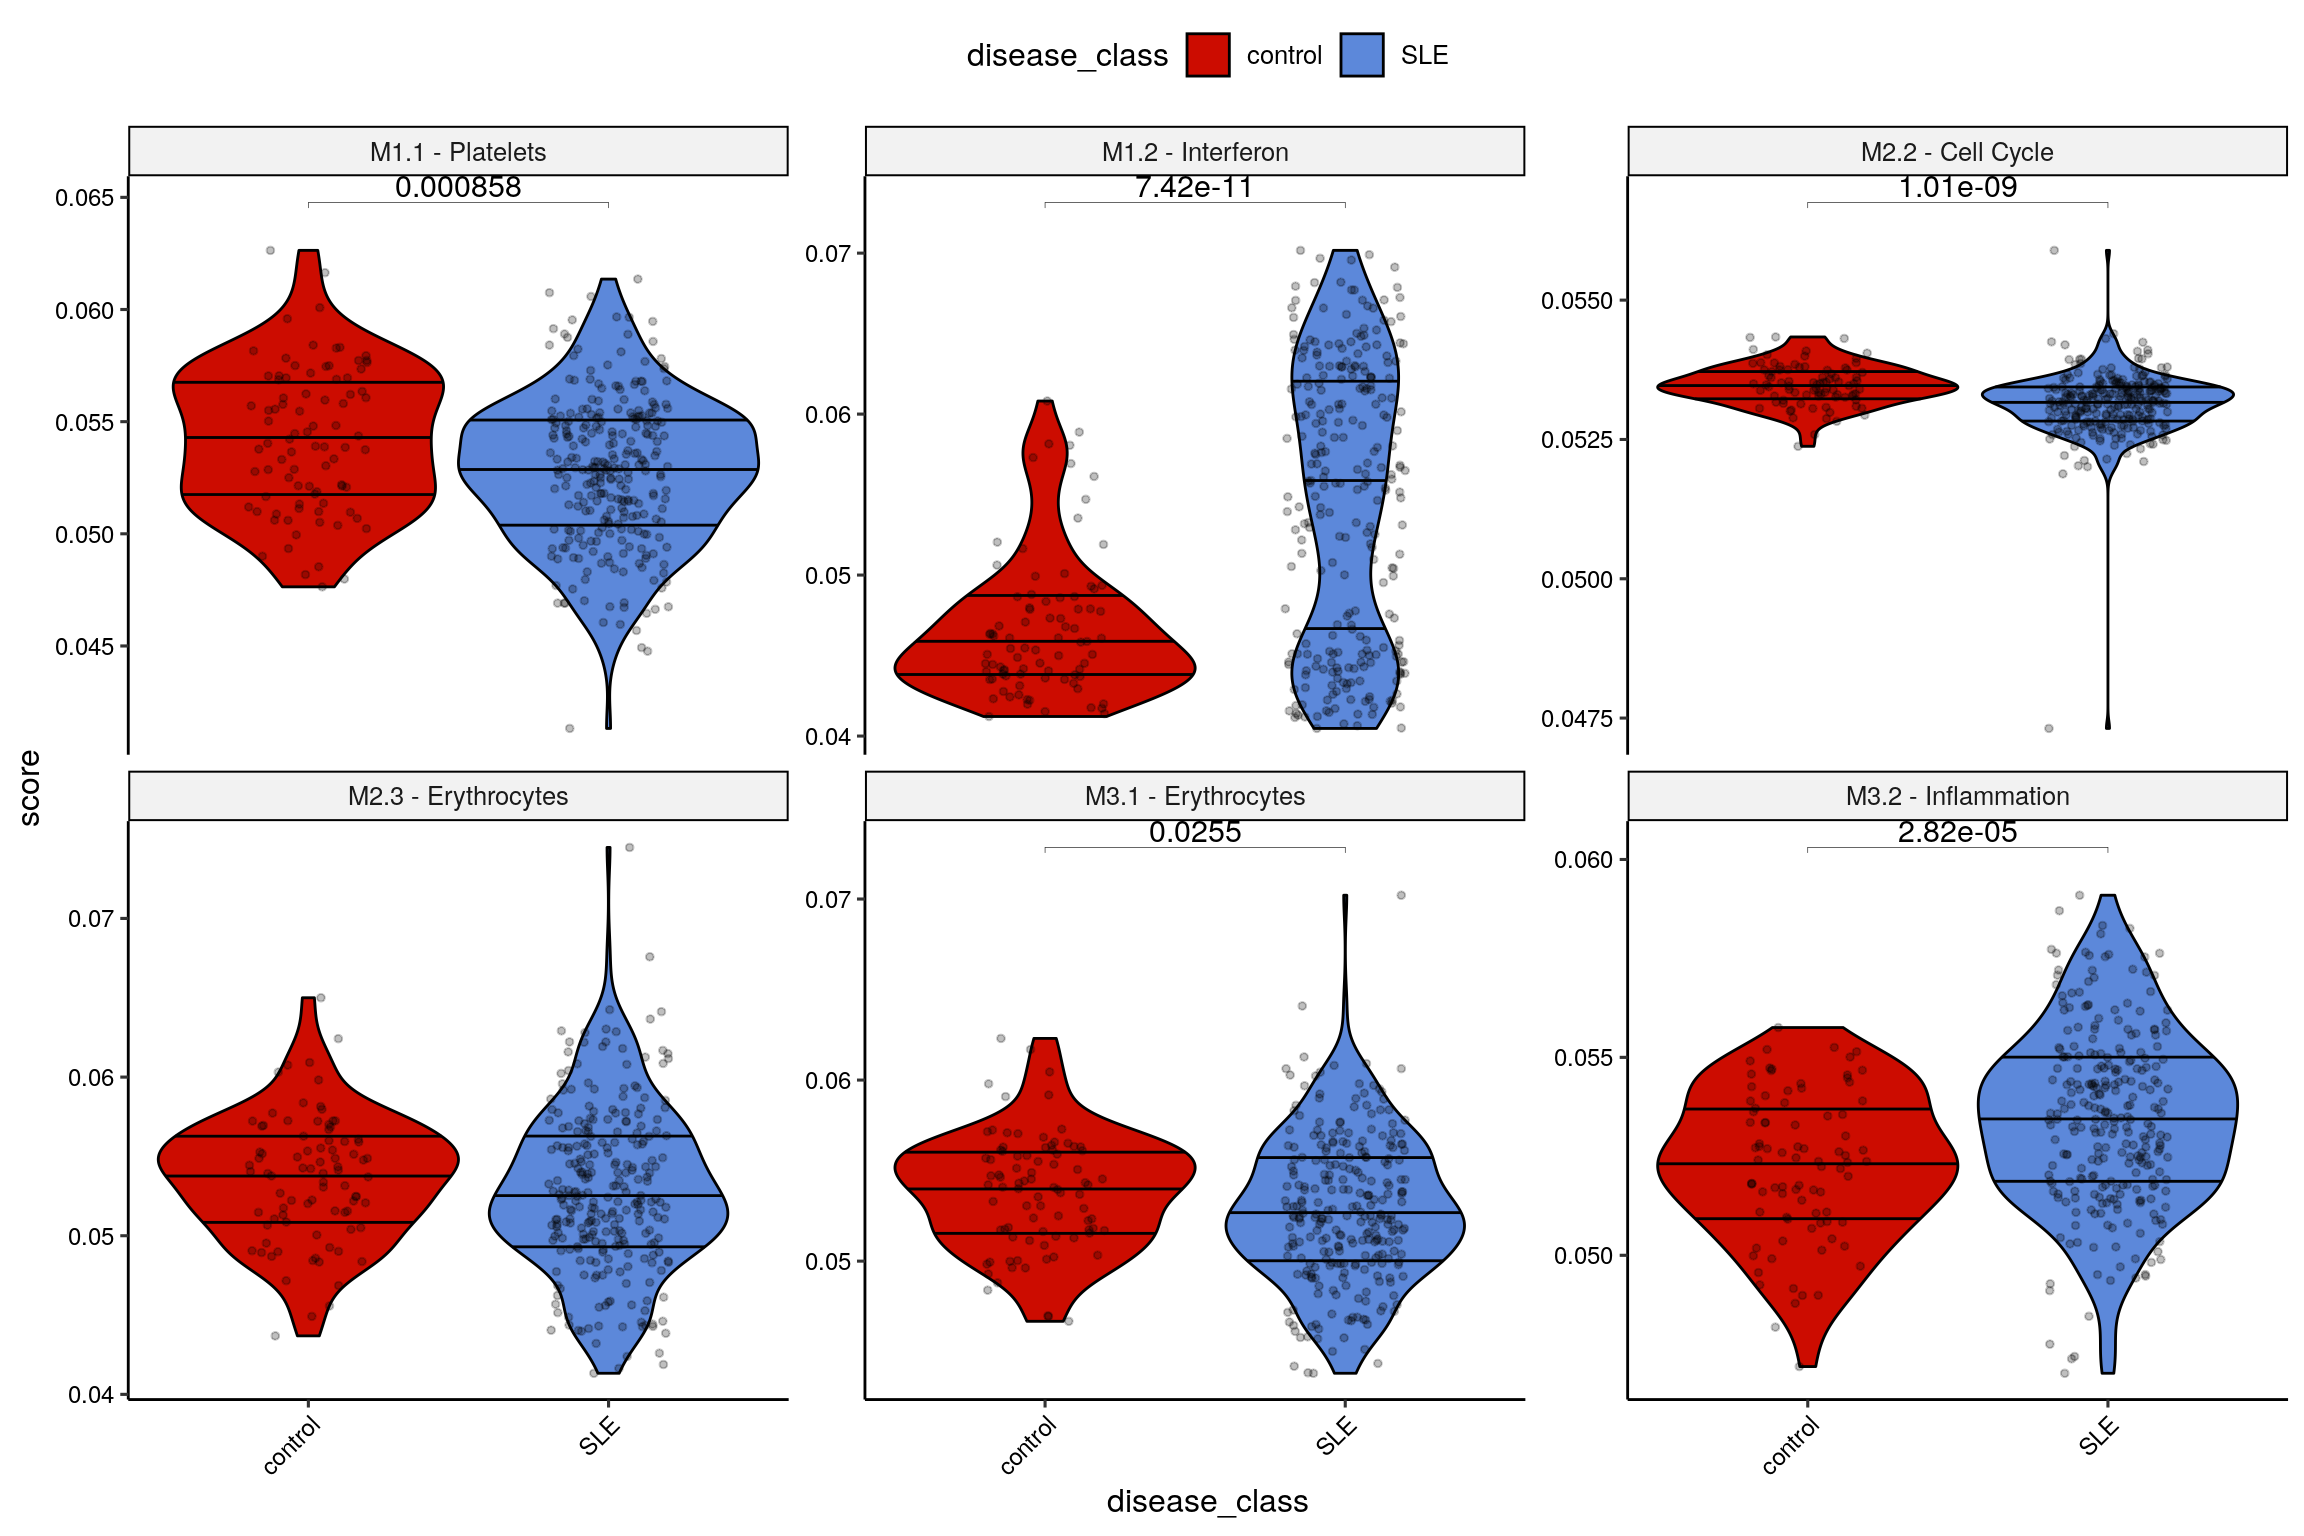 disease_class control SLE
M1.1 - Platelets
M1.2 - Interferon
M2.2 - Cell Cycle
0.000858
7.42e-11
1.01e-09
0.065
0.060
0.055
0.050
0.045
0.07
0.06
0.05
0.04
0.0550
0.0525
0.0500
0.0475
score
M2.3 - Erythrocytes
M3.1 - Erythrocytes
M3.2 - Inflammation
0.0255
2.82e-05
0.07
0.06
0.05
0.04
0.07
0.06
0.05
0.060
0.055
0.050
control
SLE
control
SLE
control
SLE
disease_class